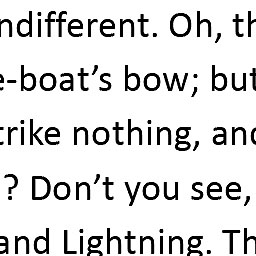 ndifferent. Oh, th
e-boat’s bow; but
trike nothing, and
? Don’t you see,
and Lightning. Th